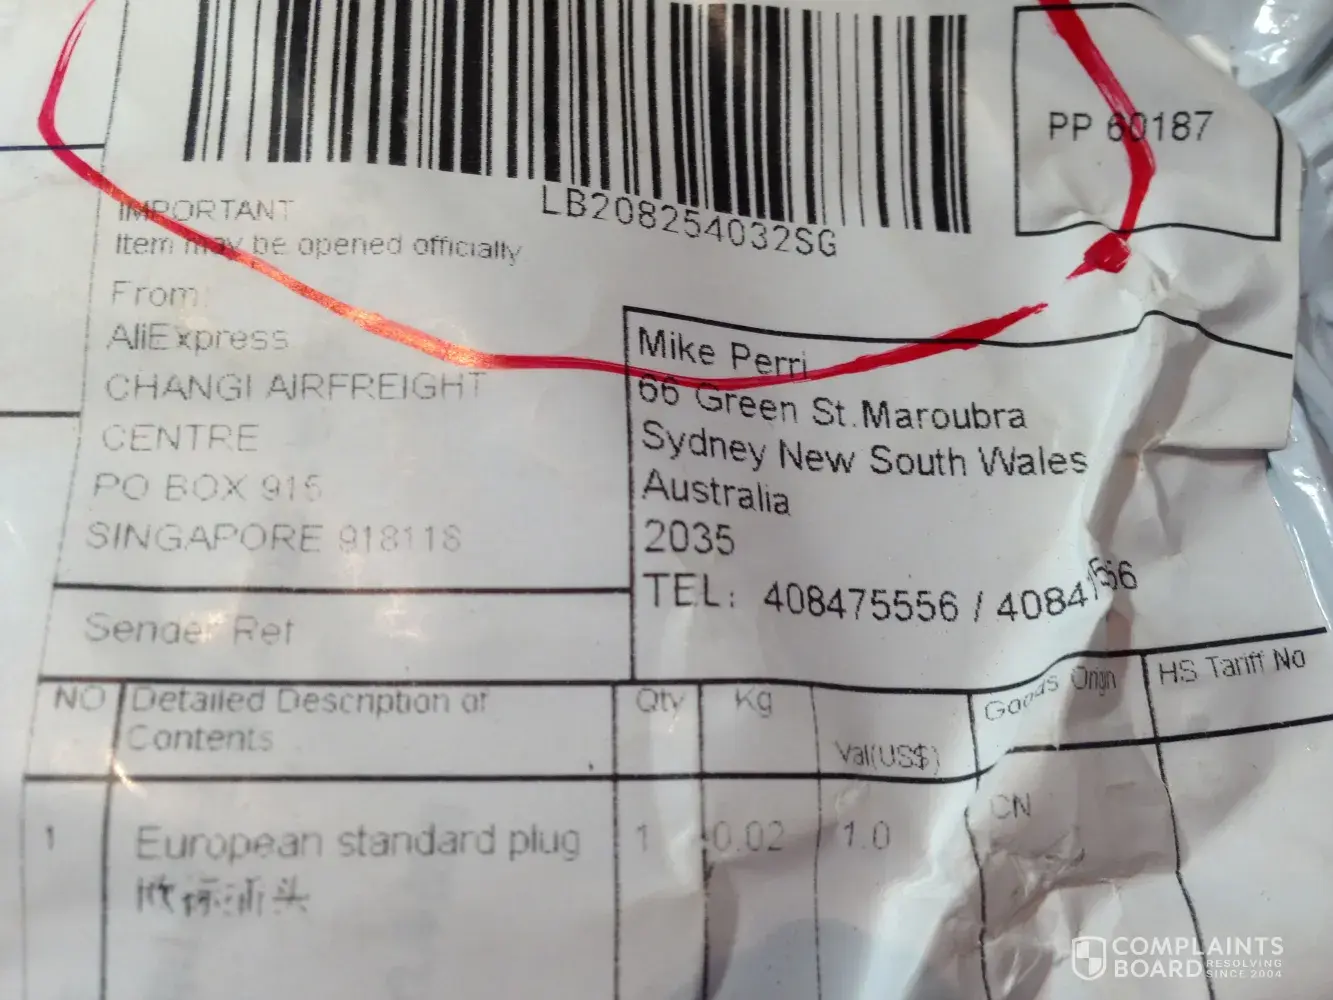 PP 60187
LB208254032SG
IMPORTANT
Item may be opened officially
From:
AliExpress
CHANGI AIRFREIGHT
CENTRE
PO BOX 915
SINGAPORE 918118
Mike Perri
66 Green St.Maroubra
Sydney New South Wales
Australia
2035
TEL: 408475556 /
Sender Ref
NO Detailed Description of Contents Qty Kg Val(US$) Goods Origin HS Tariff No
1 European standard plug 1 0.02 1.0 CN
头
COMPLAINTS
BOARD RESOLVING
SINCE 2004